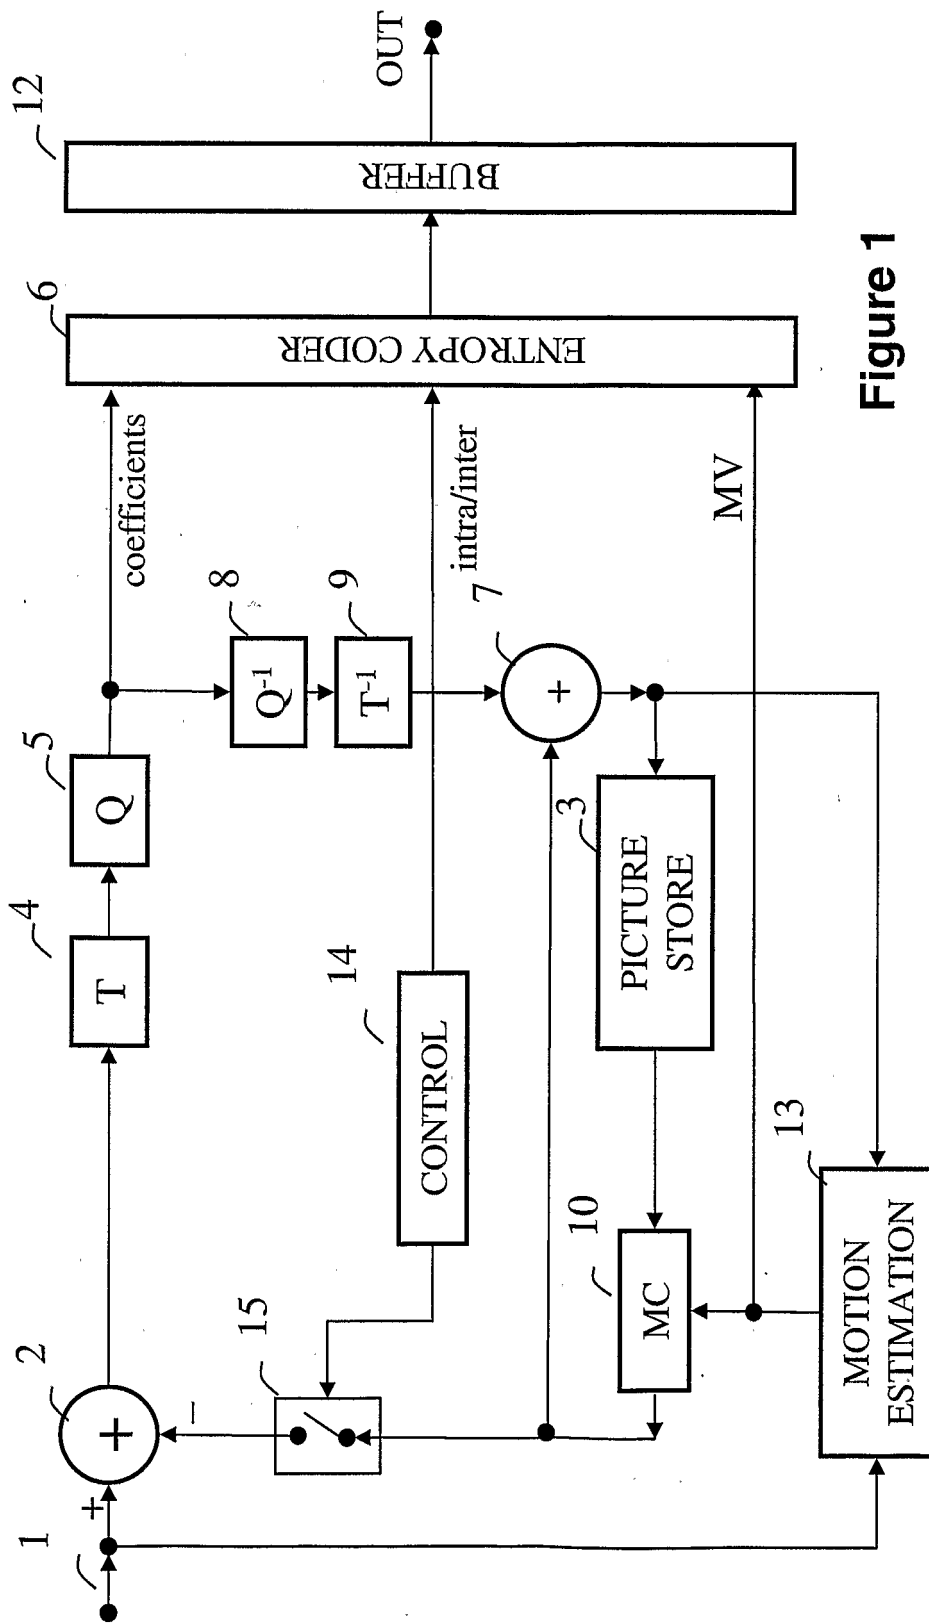 1
+
2
+
−
T
4
Q
5
coefficients
15
CONTROL
14
Q-1
8
T-1
9
intra/inter
+
7
MC
10
PICTURE
STORE
3
MOTION
ESTIMATION
13
MV
ENTROPY CODER
6
BUFFER
12
OUT
Figure 1